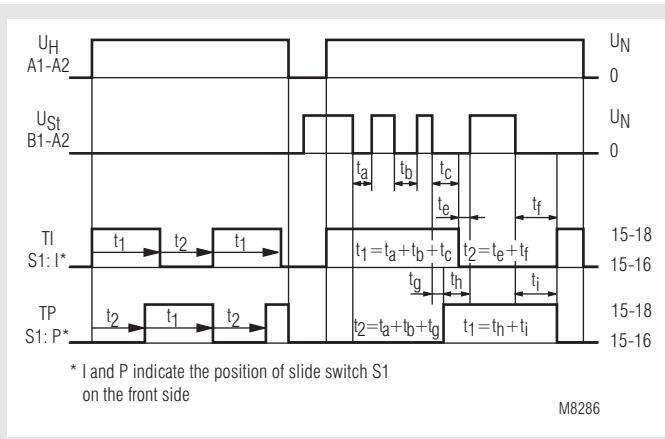 UH
A1-A2
UN
0
USt
B1-A2
UN
0
ta
tb
tc
te
tf
TI
S1: I*
t1
t2
t1
t1=ta+tb+tc
t2=te+tf
15-18
15-16
tg
th
ti
TP
S1: P*
t2
t1
t2
t2=ta+tb+tg
t1=th+ti
15-18
15-16
* I and P indicate the position of slide switch S1
on the front side
M8286